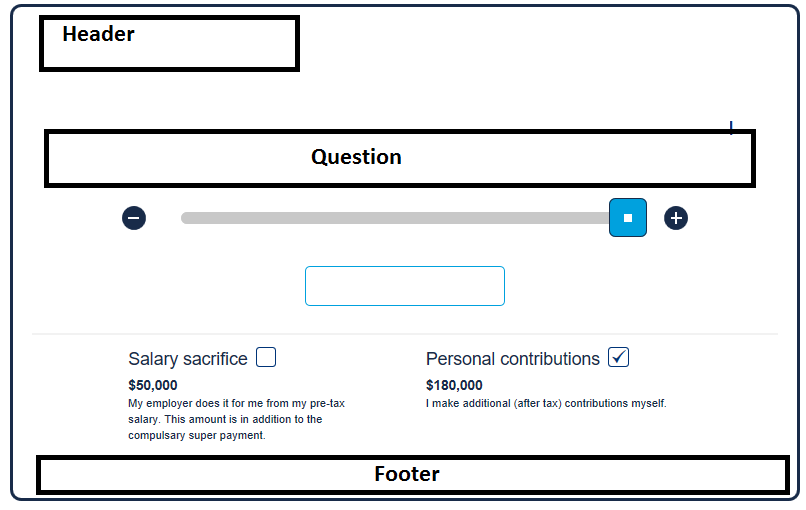 Header
Question
Salary sacrifice
$50,000
My employer does it for me from my pre-tax
salary. This amount is in addition to the
compulsary super payment.
Personal contributions
$180,000
I make additional (after tax) contributions myself.
Footer